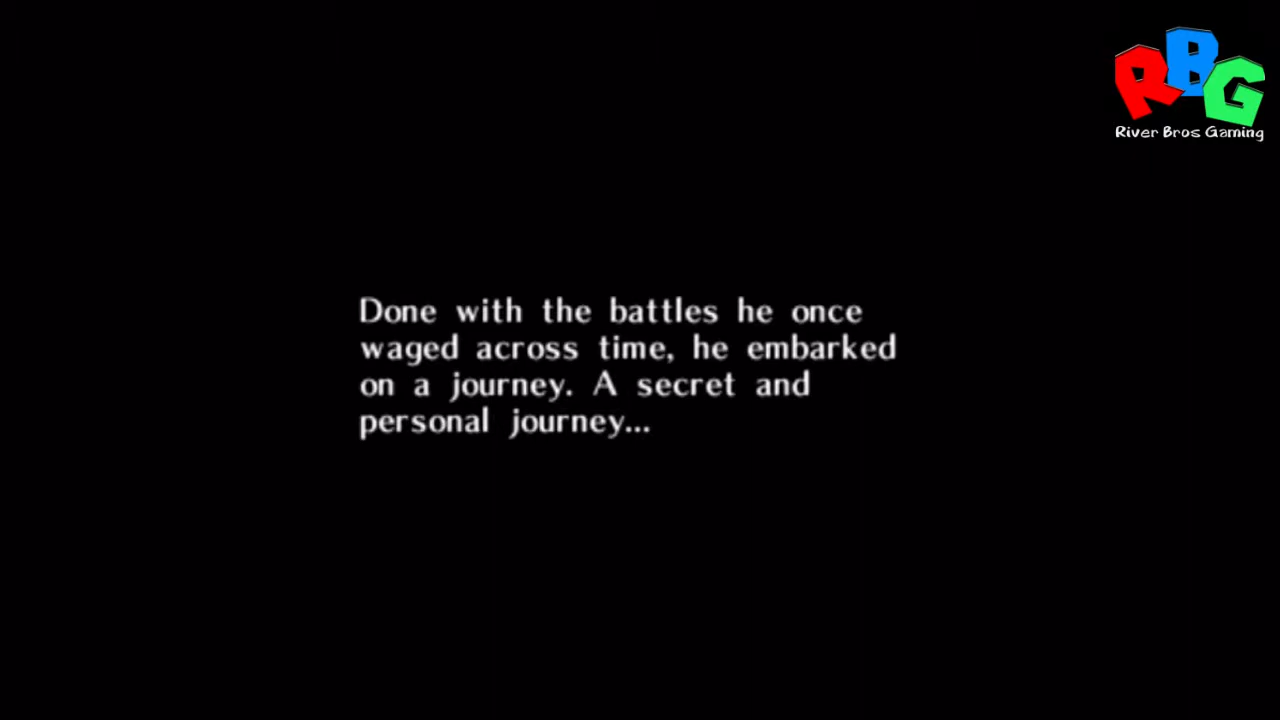 RBG
River Bros Gaming
Done with the battles he once
waged across time, he embarked
on a journey. A secret and
personal journey...